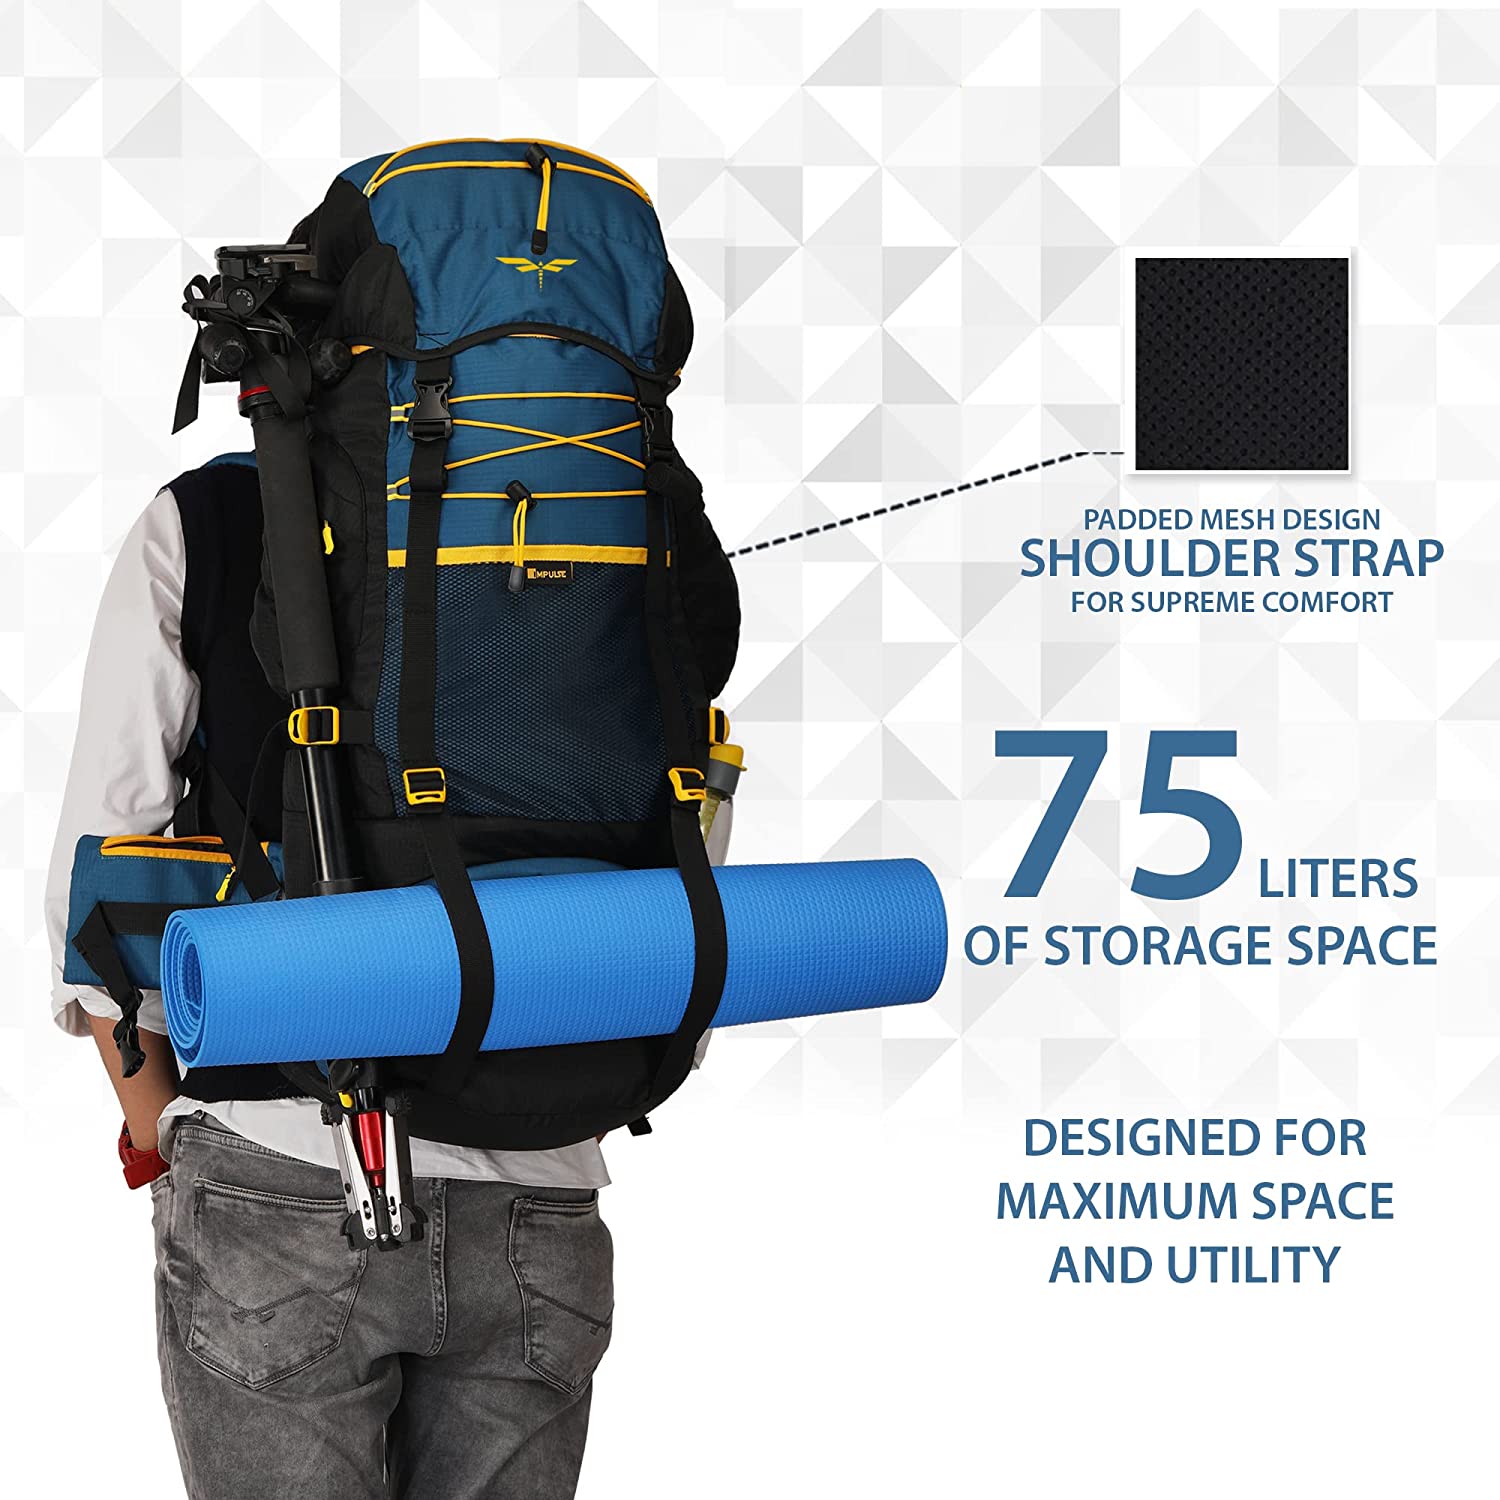 IMPULSE
PADDED MESH DESIGN
SHOULDER STRAP
FOR SUPREME COMFORT
75 LITERS
OF STORAGE SPACE
DESIGNED FOR
MAXIMUM SPACE
AND UTILITY